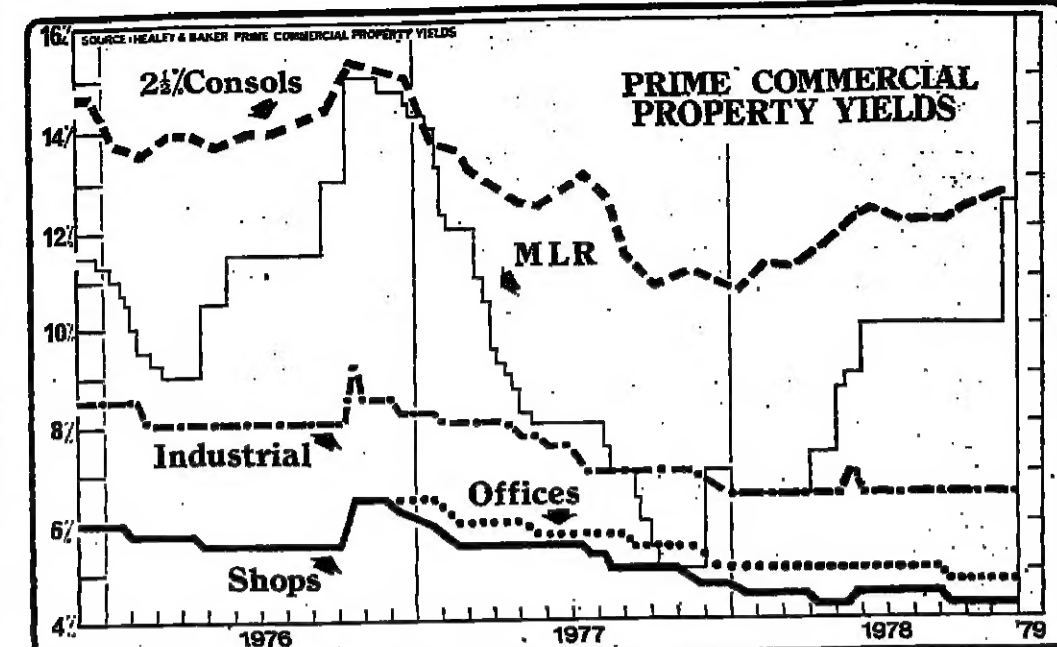 16%
SOURCE: HEALEY & BAKER PRIME COMMERCIAL PROPERTY YIELDS
2½% Consols
PRIME COMMERCIAL
PROPERTY YIELDS
14%
12%
MLR
10%
8%
Industrial
Offices
6%
Shops
4%
1976
1977
1978
'79